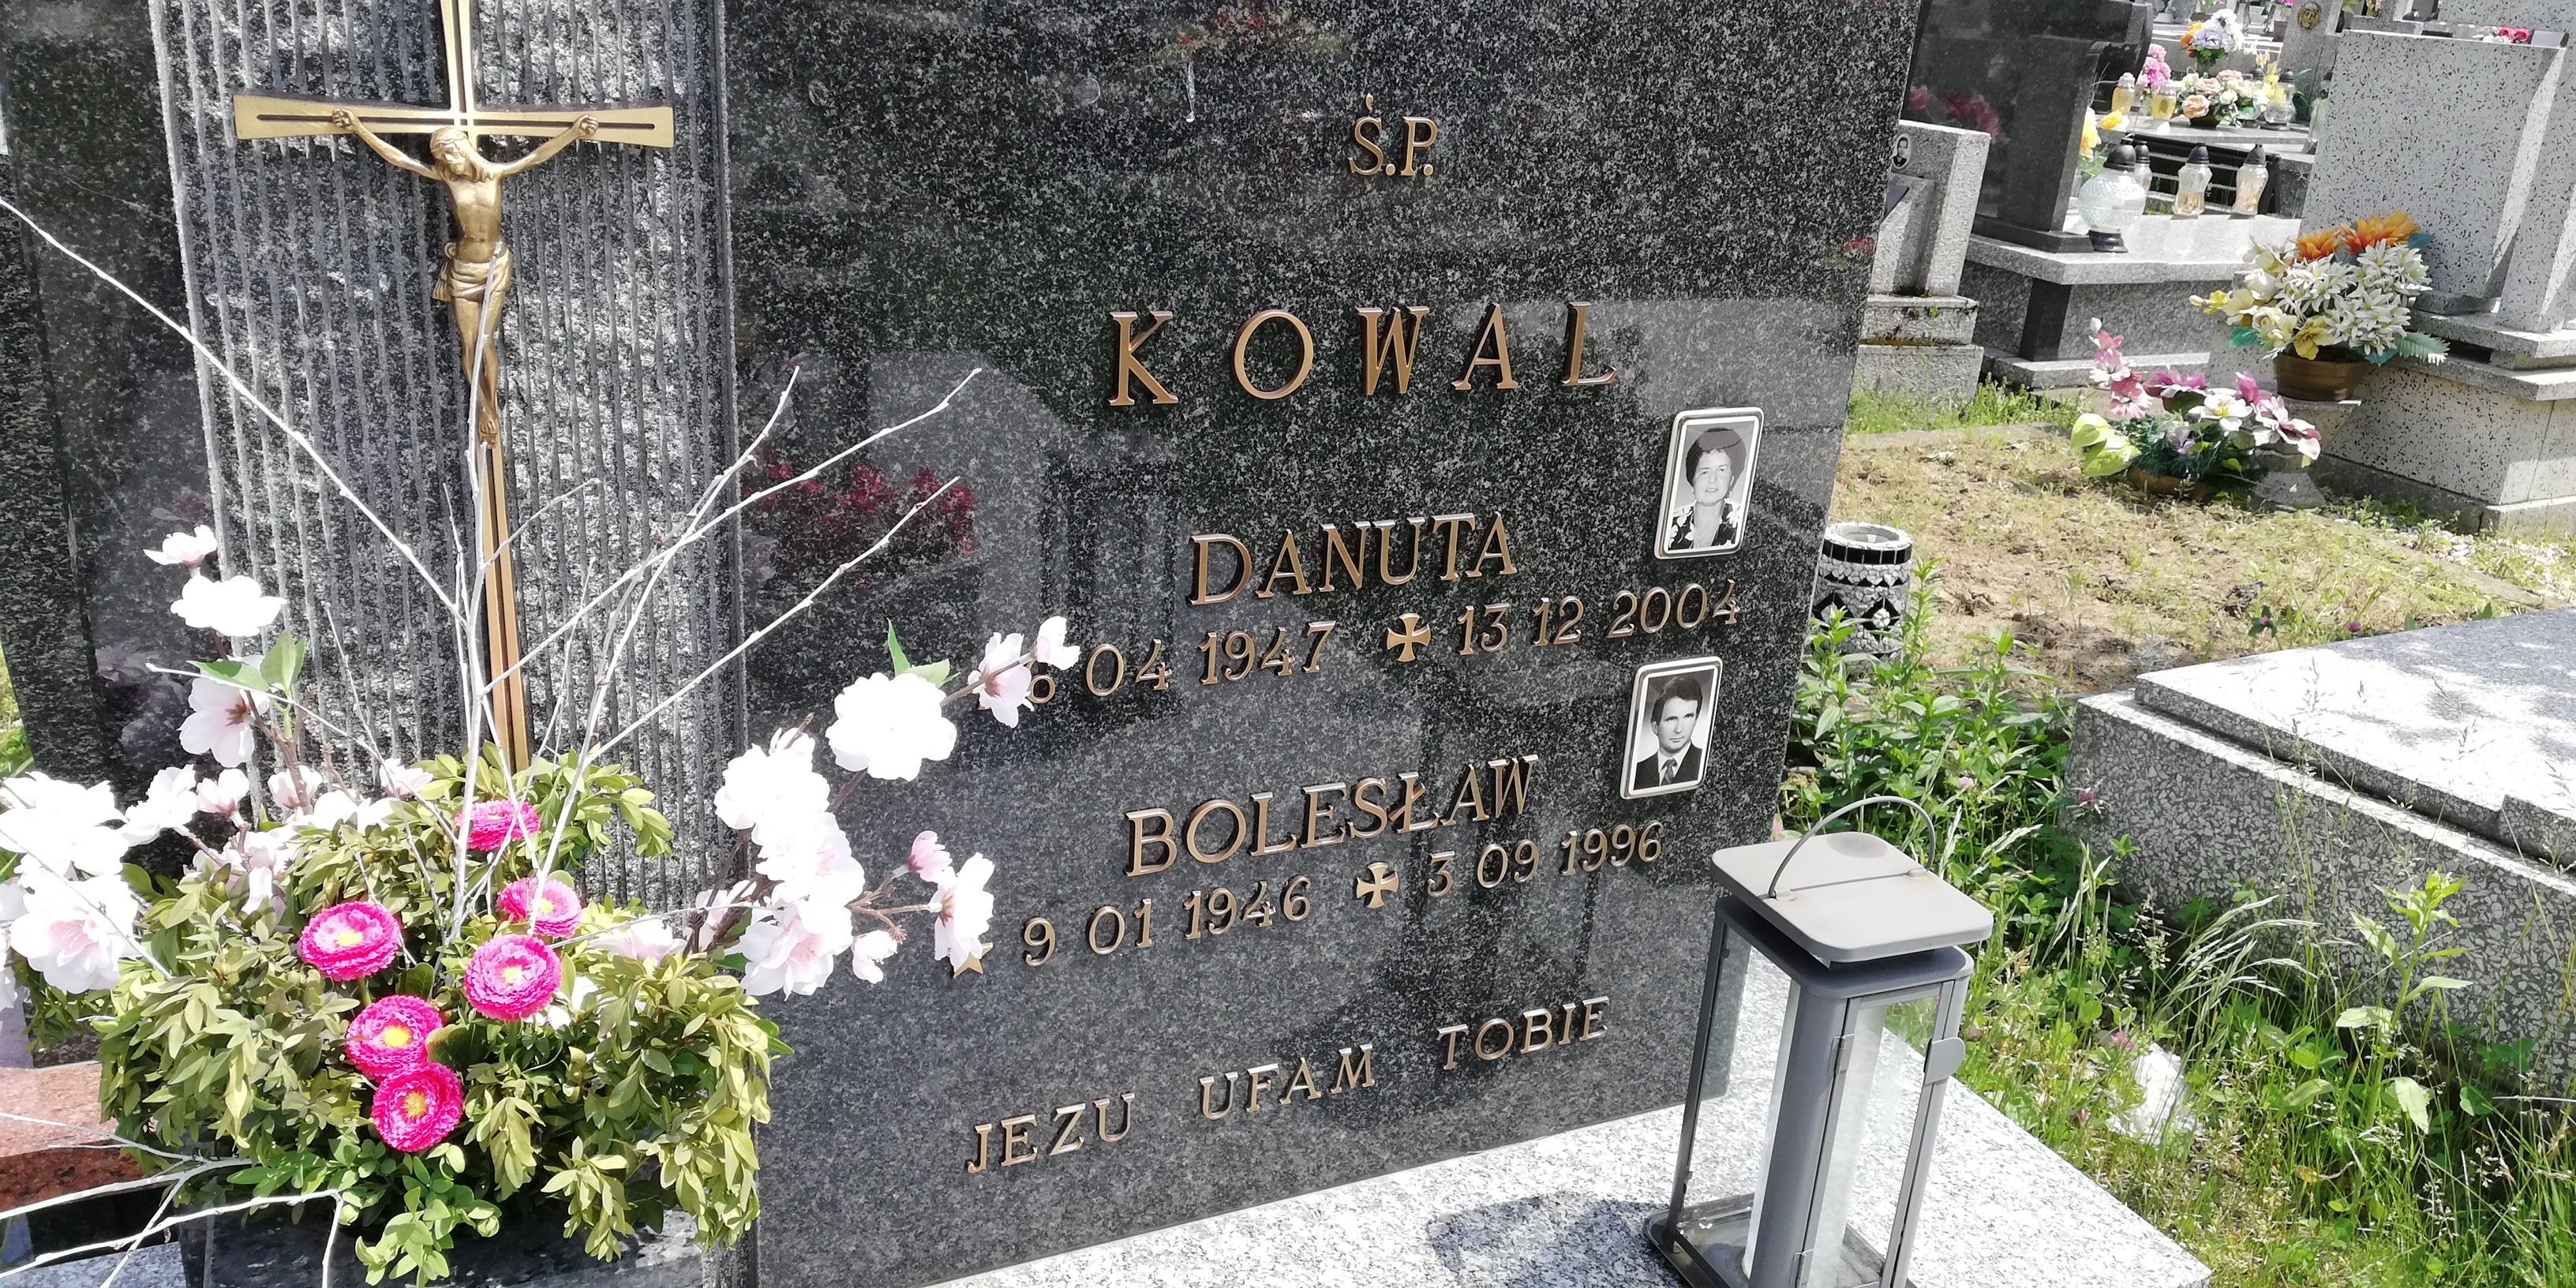 Ś.P.
KOWAL
DANUTA
04 1947 ✠ 13 12 2004
BOLESŁAW
★ 9 01 1946 ✠ 3 09 1996
JEZU UFAM TOBIE